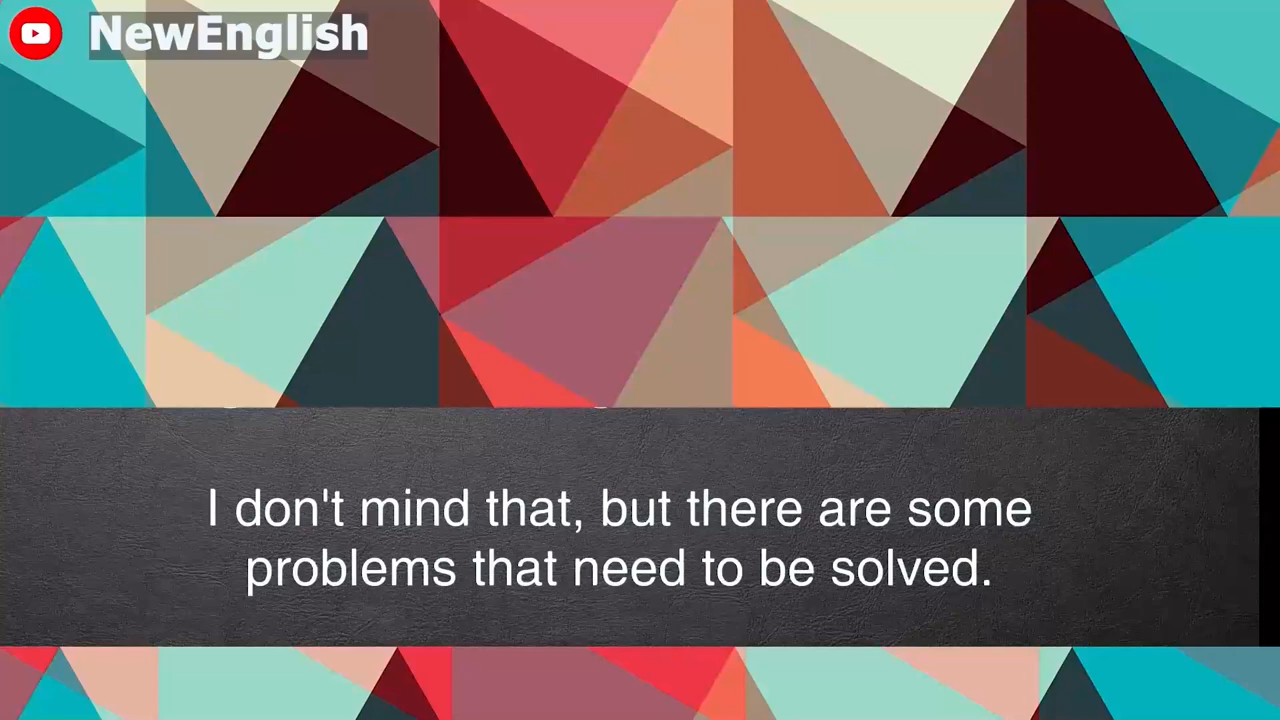 NewEnglish
I don't mind that, but there are some
problems that need to be solved.